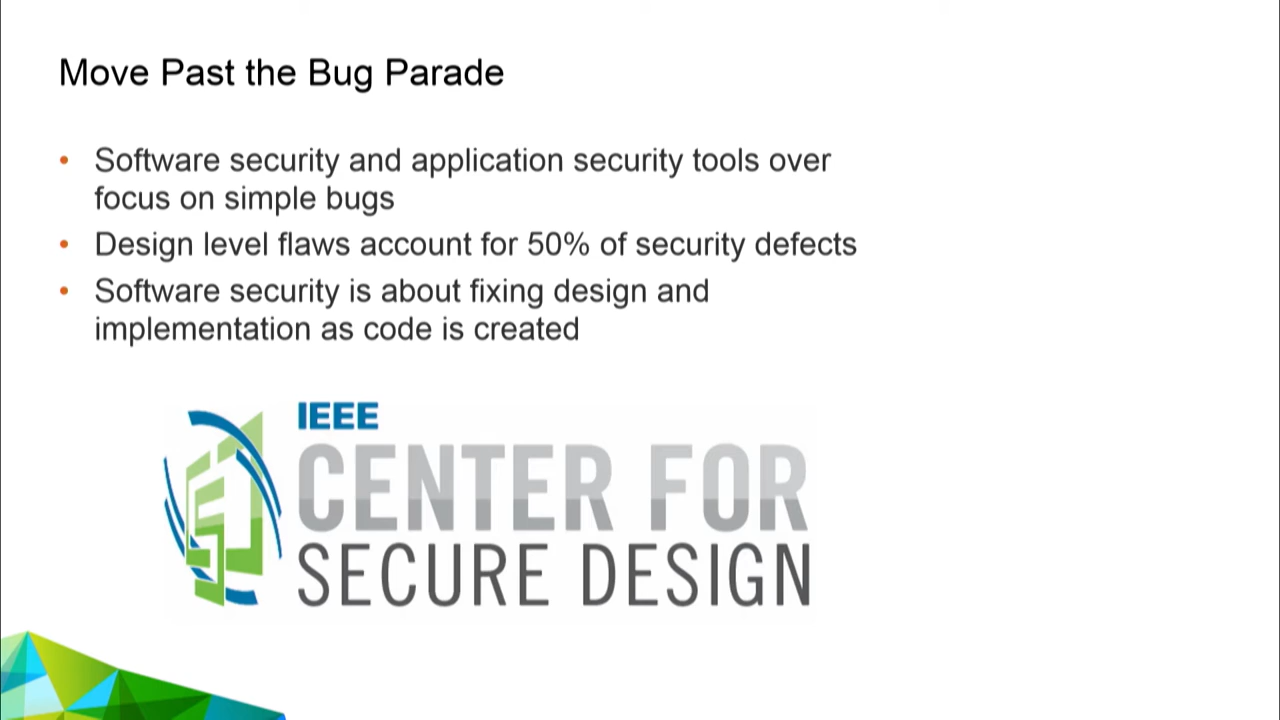 Move Past the Bug Parade
• Software security and application security tools over
focus on simple bugs
• Design level flaws account for 50% of security defects
• Software security is about fixing design and
implementation as code is created
IEEE
CENTER FOR
SECURE DESIGN